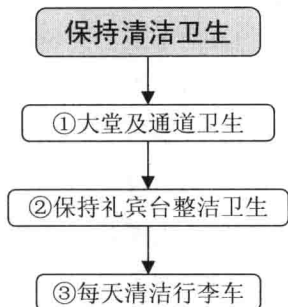 保持清洁卫生
①大堂及通道卫生
②保持礼宾台整洁卫生
③每天清洁行李车